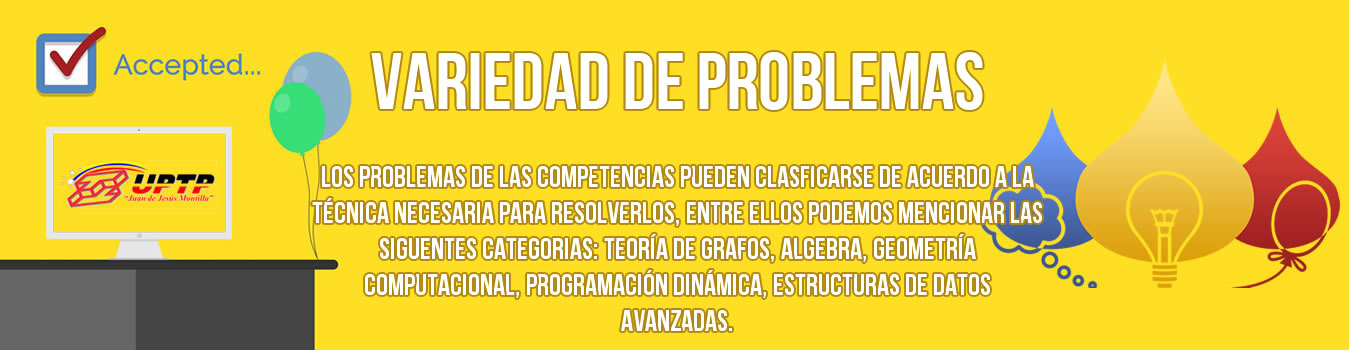 Accepted...
VARIEDAD DE PROBLEMAS
UPTP
"Juan de Jesús Montilla"
LOS PROBLEMAS DE LAS COMPETENCIAS PUEDEN CLASFICARSE DE ACUERDO A LA
TÉCNICA NECESARIA PARA RESOLVERLOS, ENTRE ELLOS PODEMOS MENCIONAR LAS
SIGUENTES CATEGORIAS: TEORÍA DE GRAFOS, ALGEBRA, GEOMETRÍA
COMPUTACIONAL, PROGRAMACIÓN DINÁMICA, ESTRUCTURAS DE DATOS
AVANZADAS.